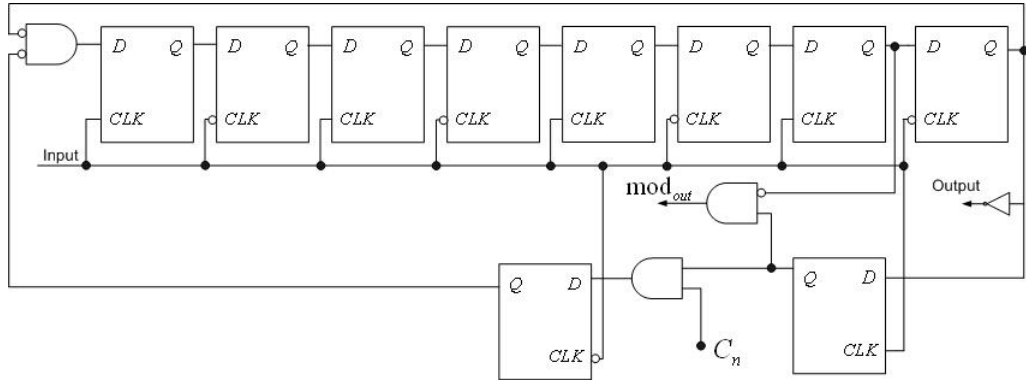 D Q D Q D Q D Q D Q D Q D Q D Q
CLK CLK CLK CLK CLK CLK CLK CLK
Input
mod_out
Output
Q D
Q D
CLK
CLK
C_n